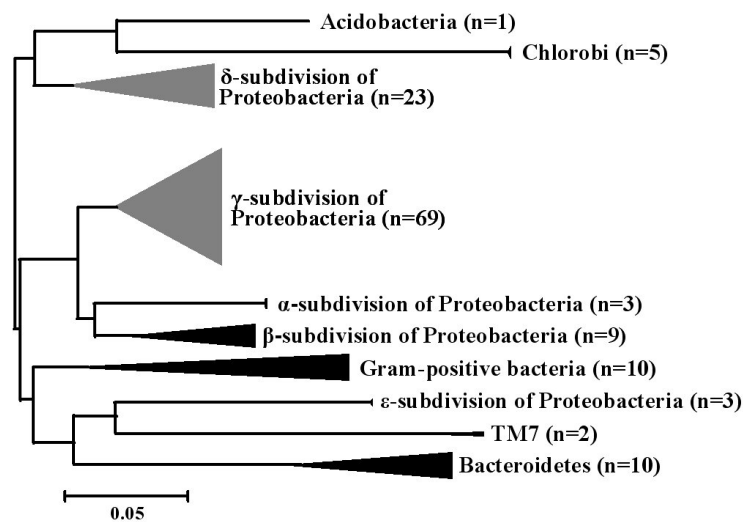 Acidobacteria (n=1)
Chlorobi (n=5)
δ-subdivision of
Proteobacteria (n=23)
γ-subdivision of
Proteobacteria (n=69)
α-subdivision of Proteobacteria (n=3)
β-subdivision of Proteobacteria (n=9)
Gram-positive bacteria (n=10)
ε-subdivision of Proteobacteria (n=3)
TM7 (n=2)
Bacteroidetes (n=10)
0.05